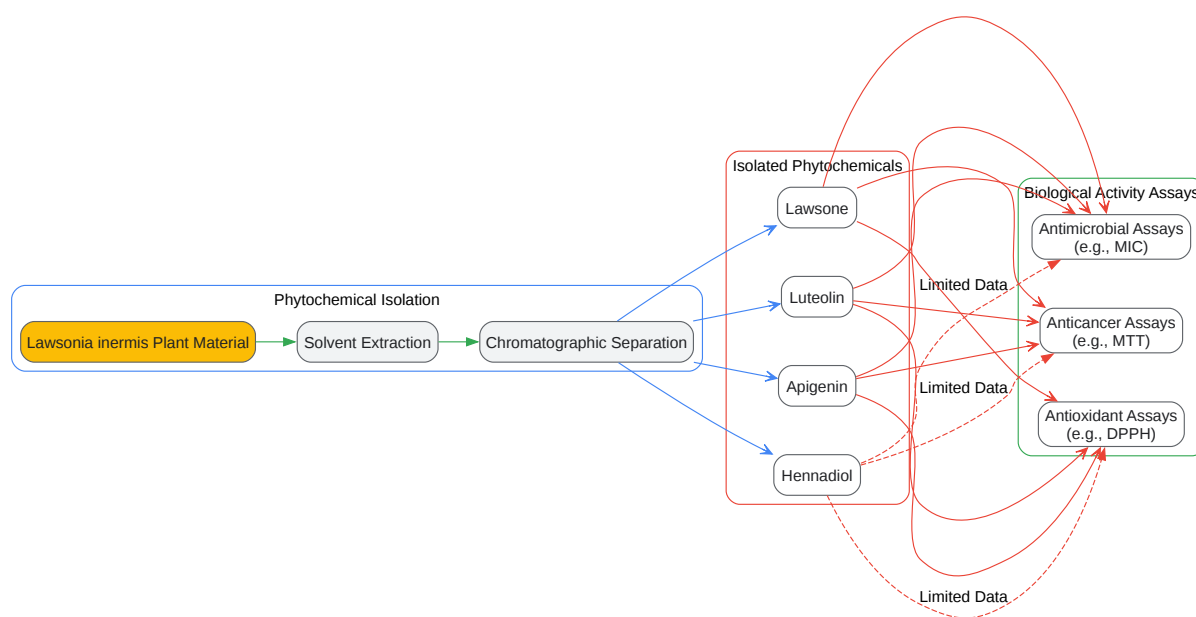 Phytochemical Isolation
Lawsonia inermis Plant Material
Solvent Extraction
Chromatographic Separation
Isolated Phytochemicals
Lawsone
Luteolin
Apigenin
Hennadiol
Limited Data
Limited Data
Limited Data
Biological Activity Assays
Antimicrobial Assays
(e.g., MIC)
Anticancer Assays
(e.g., MTT)
Antioxidant Assays
(e.g., DPPH)